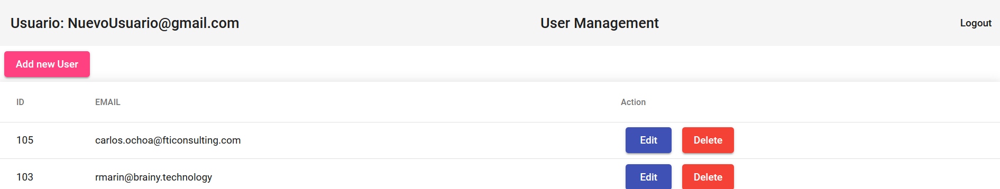 Usuario: NuevoUsuario@gmail.com User Management Logout
Add new User
ID EMAIL Action
105 carlos.ochoa@fticonsulting.com Edit Delete
103 rmarin@brainy.technology Edit Delete